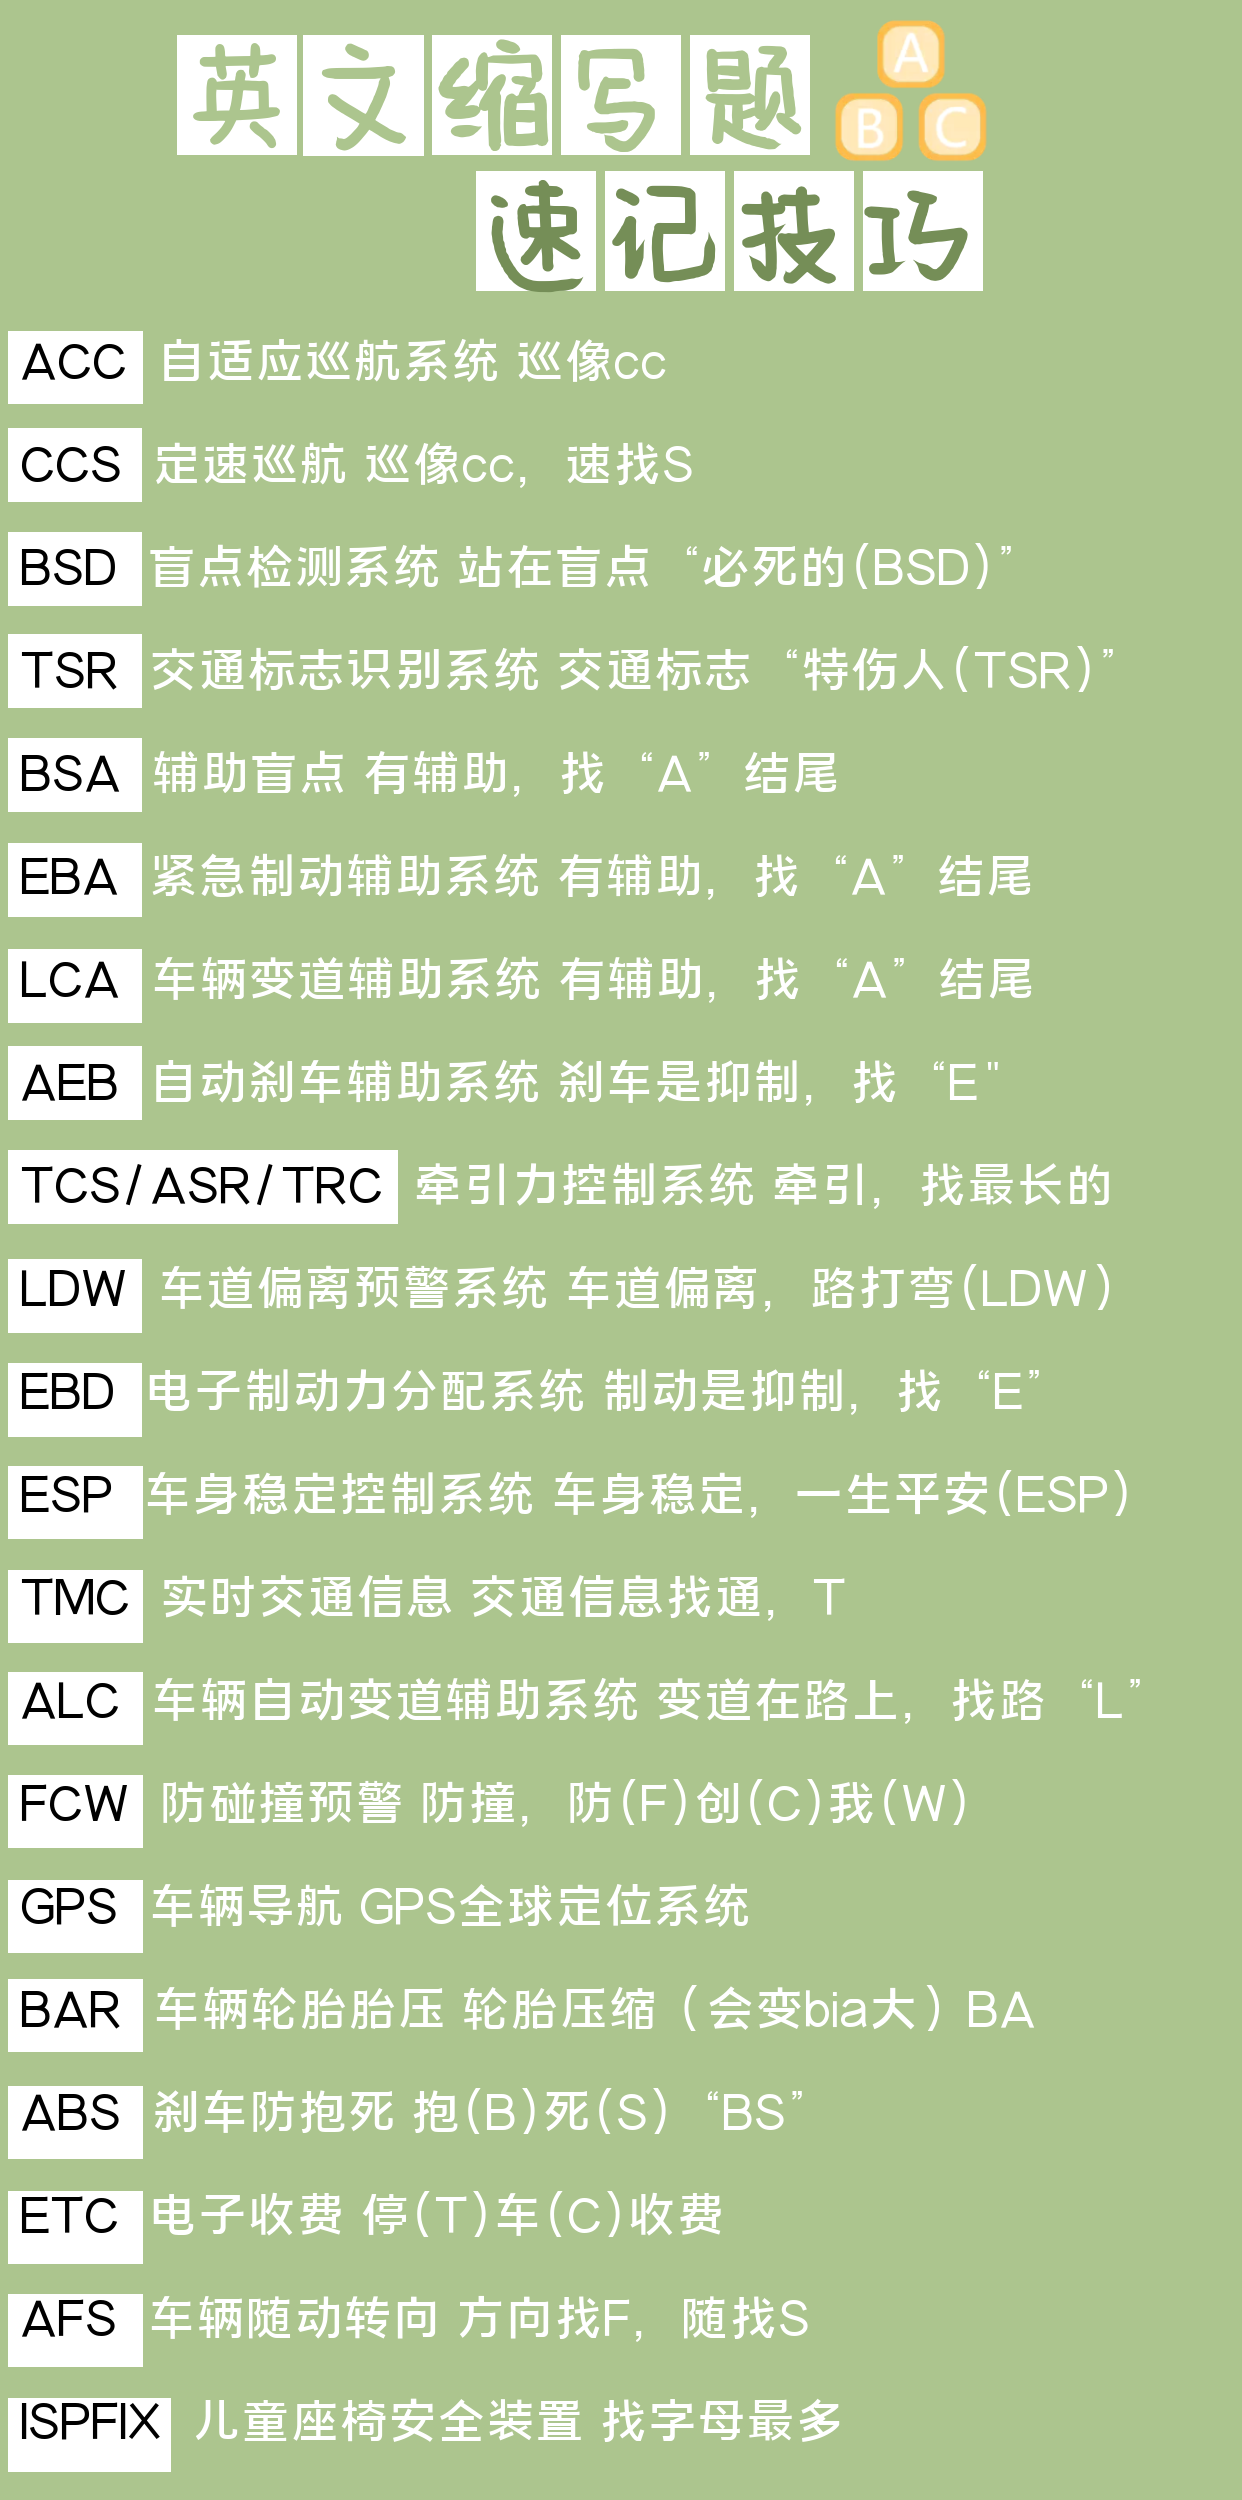 英文缩写题
A
B C
速记技巧
ACC 自适应巡航系统 巡像cc
CCS 定速巡航 巡像cc，速找S
BSD 盲点检测系统 站在盲点“必死的(BSD)”
TSR 交通标志识别系统 交通标志“特伤人(TSR)”
BSA 辅助盲点 有辅助，找“A”结尾
EBA 紧急制动辅助系统 有辅助，找“A”结尾
LCA 车辆变道辅助系统 有辅助，找“A”结尾
AEB 自动刹车辅助系统 刹车是抑制，找“E"
TCS/ASR/TRC 牵引力控制系统 牵引，找最长的
LDW 车道偏离预警系统 车道偏离，路打弯(LDW)
EBD 电子制动力分配系统 制动是抑制，找“E”
ESP 车身稳定控制系统 车身稳定，一生平安(ESP)
TMC 实时交通信息 交通信息找通，T
ALC 车辆自动变道辅助系统 变道在路上，找路“L”
FCW 防碰撞预警 防撞，防(F)创(C)我(W)
GPS 车辆导航 GPS全球定位系统
BAR 车辆轮胎胎压 轮胎压缩（会变bia大）BA
ABS 刹车防抱死 抱(B)死(S)“BS”
ETC 电子收费 停(T)车(C)收费
AFS 车辆随动转向 方向找F，随找S
ISPFIX 儿童座椅安全装置 找字母最多